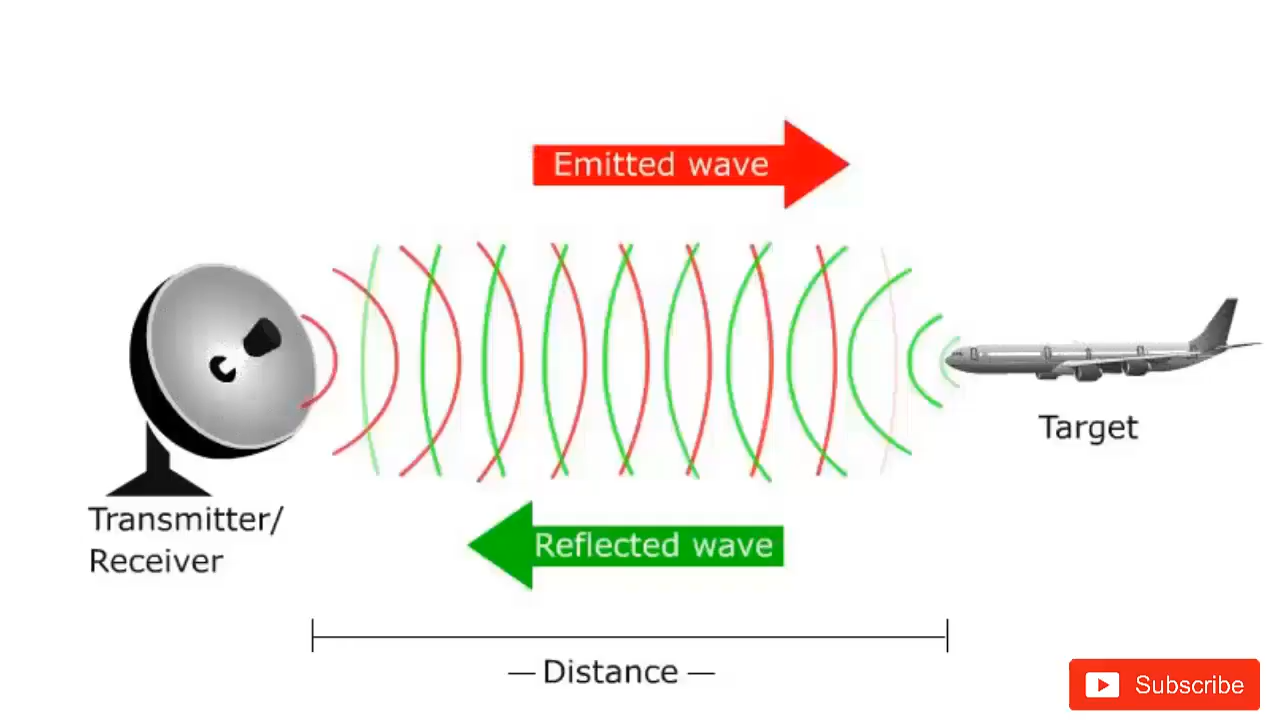 Emitted wave
Target
Transmitter/
Receiver
Reflected wave
— Distance —
Subscribe